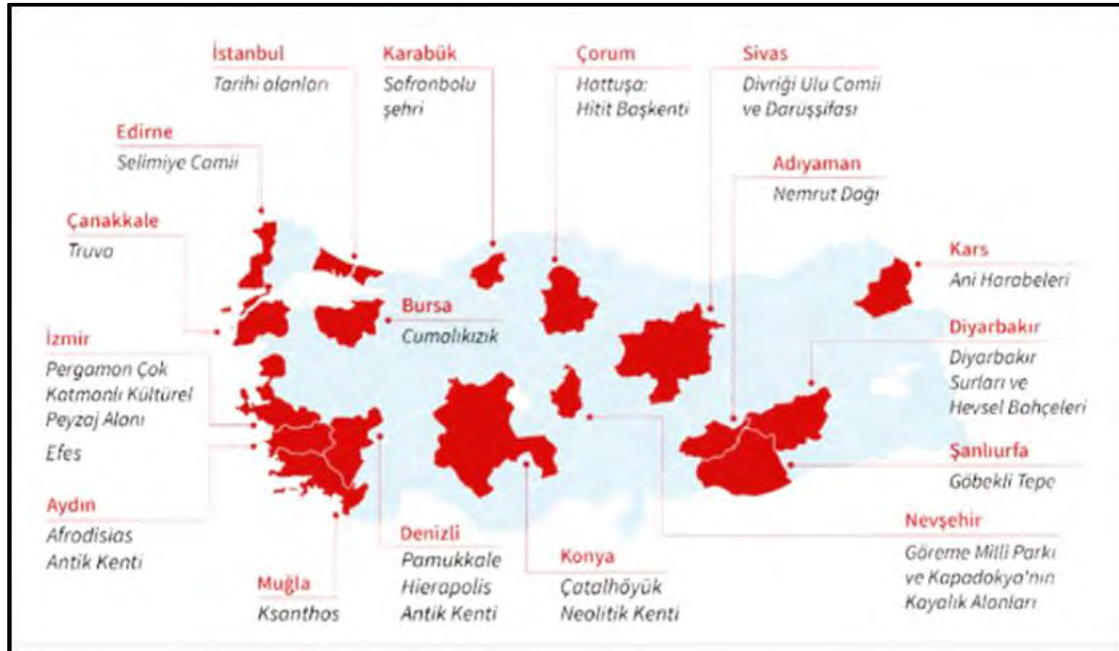 İstanbul
Tarihi alanları
Karabük
Safranbolu
şehri
Çorum
Hattuşa:
Hitit Başkenti
Sivas
Divriği Ulu Camii
ve Darüşşifası
Edirne
Selimiye Camii
Adıyaman
Nemrut Dağı
Çanakkale
Truva
Kars
Ani Harabeleri
Bursa
Cumalıkızık
İzmir
Pergamon Çok
Katmanlı Kültürel
Peyzaj Alanı
Efes
Diyarbakır
Diyarbakır
Surları ve
Hevsel Bahçeleri
Şanlıurfa
Göbekli Tepe
Aydın
Afrodisias
Antik Kenti
Muğla
Ksanthos
Denizli
Pamukkale
Hierapolis
Antik Kenti
Konya
Çatalhöyük
Neolitik Kenti
Nevşehir
Göreme Milli Parkı
ve Kapadokya'nın
Kayalık Alanları